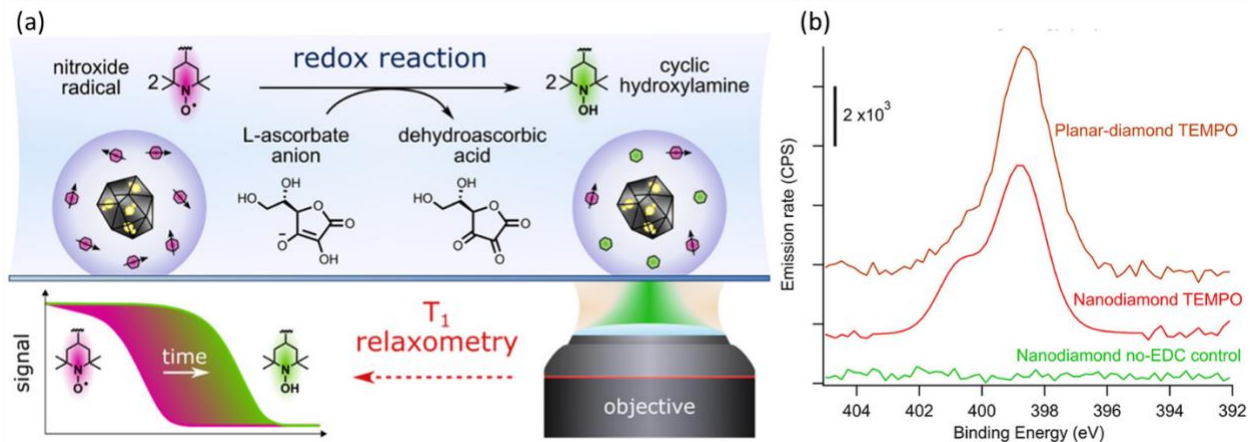 (a)
nitroxide
radical
2
N
O•
redox reaction
2
N
OH
cyclic
hydroxylamine
L-ascorbate
anion
dehydroascorbic
acid
OH
HO
O
O
O
OH
OH
HO
O
O
O
O
signal
N
O•
time
N
OH
T1
relaxometry
objective
(b)
Emission rate (CPS)
2 x10³
Planar-diamond TEMPO
Nanodiamond TEMPO
Nanodiamond no-EDC control
404 402 400 398 396 394 392
Binding Energy (eV)